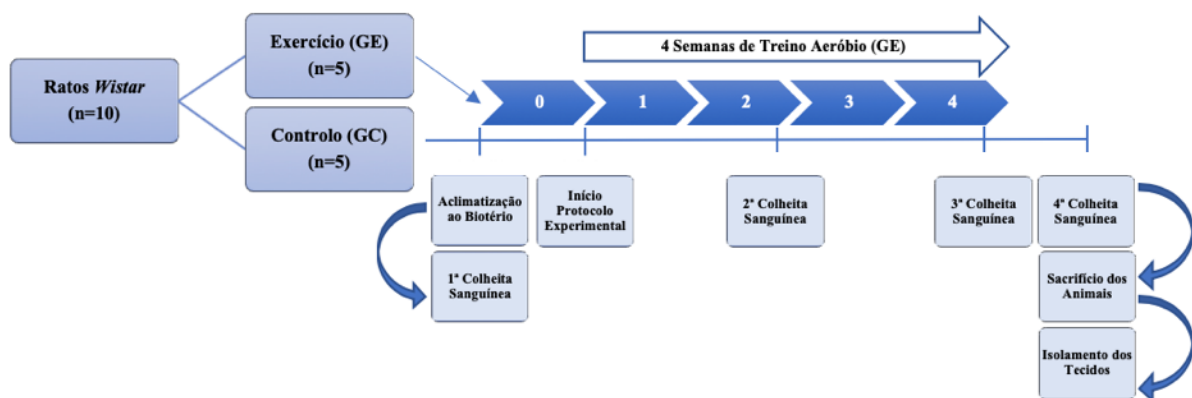 Ratos Wistar
(n=10)
Exercício (GE)
(n=5)
Controlo (GC)
(n=5)
4 Semanas de Treino Aeróbio (GE)
0
1
2
3
4
Aclimatização
ao Biotério
1ª Colheita
Sanguínea
Início
Protocolo
Experimental
2ª Colheita
Sanguínea
3ª Colheita
Sanguínea
4ª Colheita
Sanguínea
Sacrifício dos
Animais
Isolamento dos
Tecidos